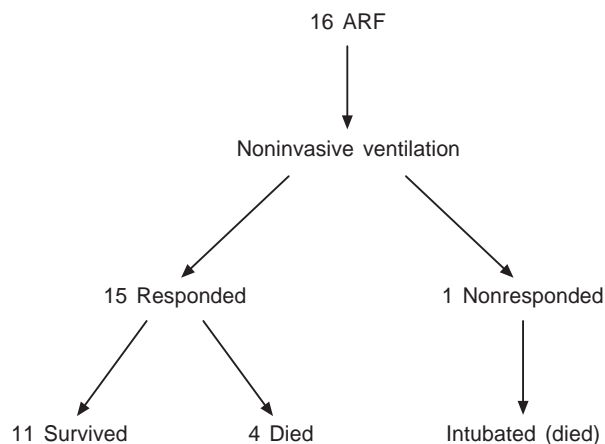 16 ARF
Noninvasive ventilation
15 Responded
1 Nonresponded
11 Survived
4 Died
Intubated (died)